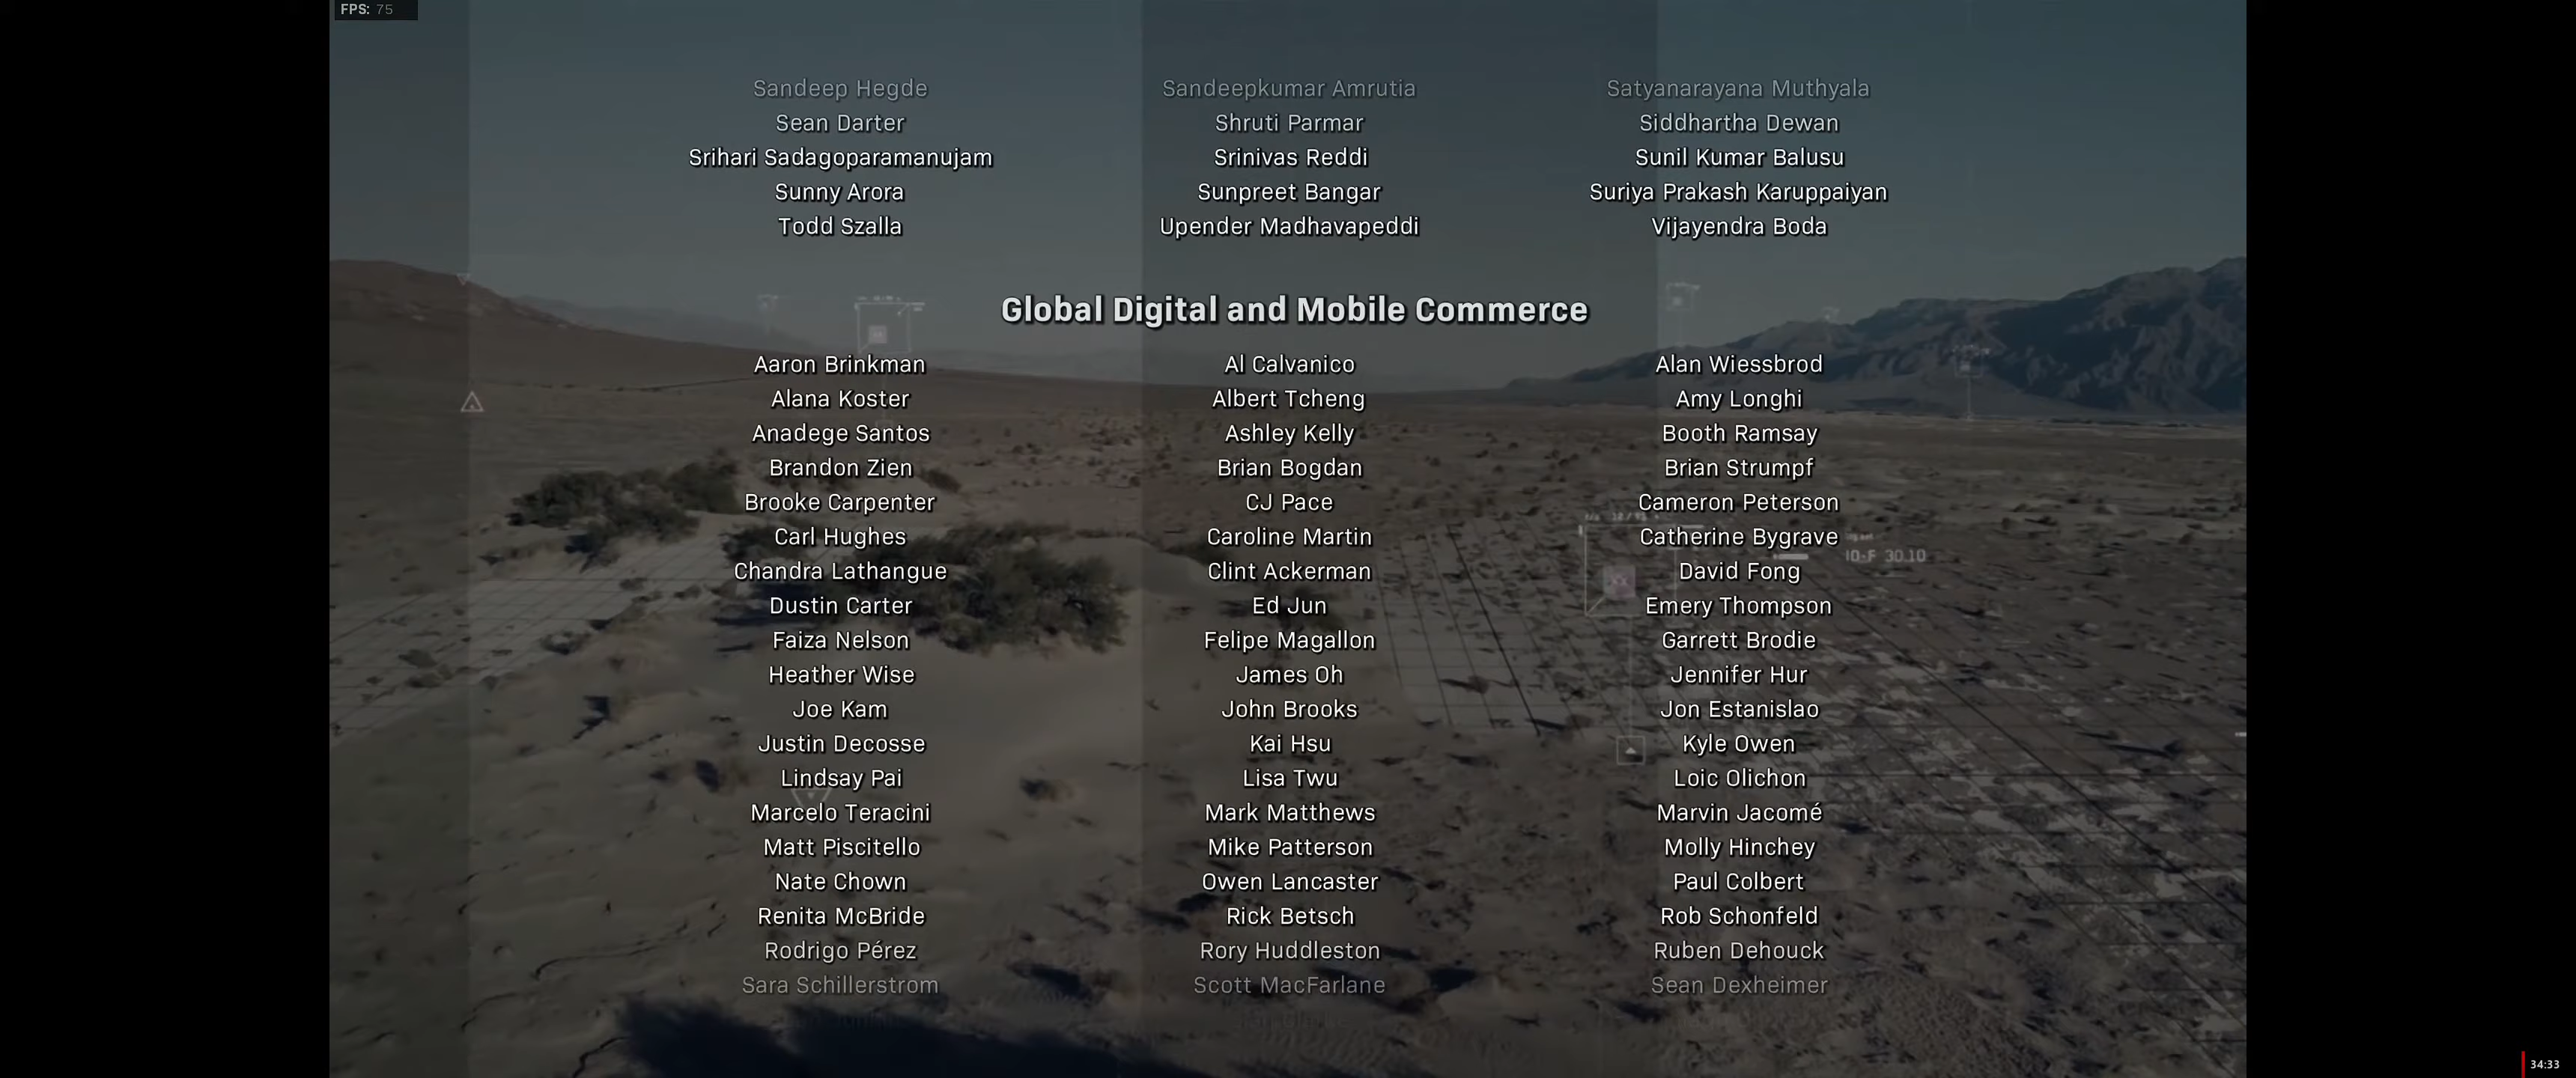 FPS: 75
Sandeep Hegde Sandeepkumar Amrutia Satyanarayana Muthyala
Sean Darter Shruti Parmar Siddhartha Dewan
Srihari Sadagoparamanujam Srinivas Reddi Sunil Kumar Balusu
Sunny Arora Sunpreet Bangar Suriya Prakash Karuppaiyan
Todd Szalla Upender Madhavapeddi Vijayendra Boda
Global Digital and Mobile Commerce
Aaron Brinkman Al Calvanico Alan Wiessbrod
Alana Koster Albert Tcheng Amy Longhi
Anadege Santos Ashley Kelly Booth Ramsay
Brandon Zien Brian Bogdan Brian Strumpf
Brooke Carpenter CJ Pace Cameron Peterson
Carl Hughes Caroline Martin Catherine Bygrave
ID-F 30.10
Chandra Lathangue Clint Ackerman David Fong
Dustin Carter Ed Jun Emery Thompson
Faiza Nelson Felipe Magallon Garrett Brodie
Heather Wise James Oh Jennifer Hur
Joe Kam John Brooks Jon Estanislao
Justin Decosse Kai Hsu Kyle Owen
Lindsay Pai Lisa Twu Loic Olichon
Marcelo Teracini Mark Matthews Marvin Jacomé
Matt Piscitello Mike Patterson Molly Hinchey
Nate Chown Owen Lancaster Paul Colbert
Renita McBride Rick Betsch Rob Schonfeld
Rodrigo Pérez Rory Huddleston Ruben Dehouck
Sara Schillerstrom Scott MacFarlane Sean Dexheimer
34:33